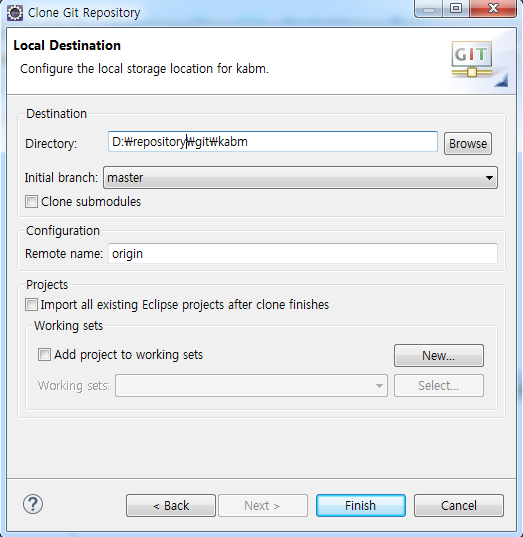 Clone Git Repository
Local Destination
Configure the local storage location for kabm.
GIT
Destination
Directory: D:₩repository₩git₩kabm Browse
Initial branch: master
Clone submodules
Configuration
Remote name: origin
Projects
Import all existing Eclipse projects after clone finishes
Working sets
Add project to working sets New...
Working sets: Select...
? < Back Next > Finish Cancel